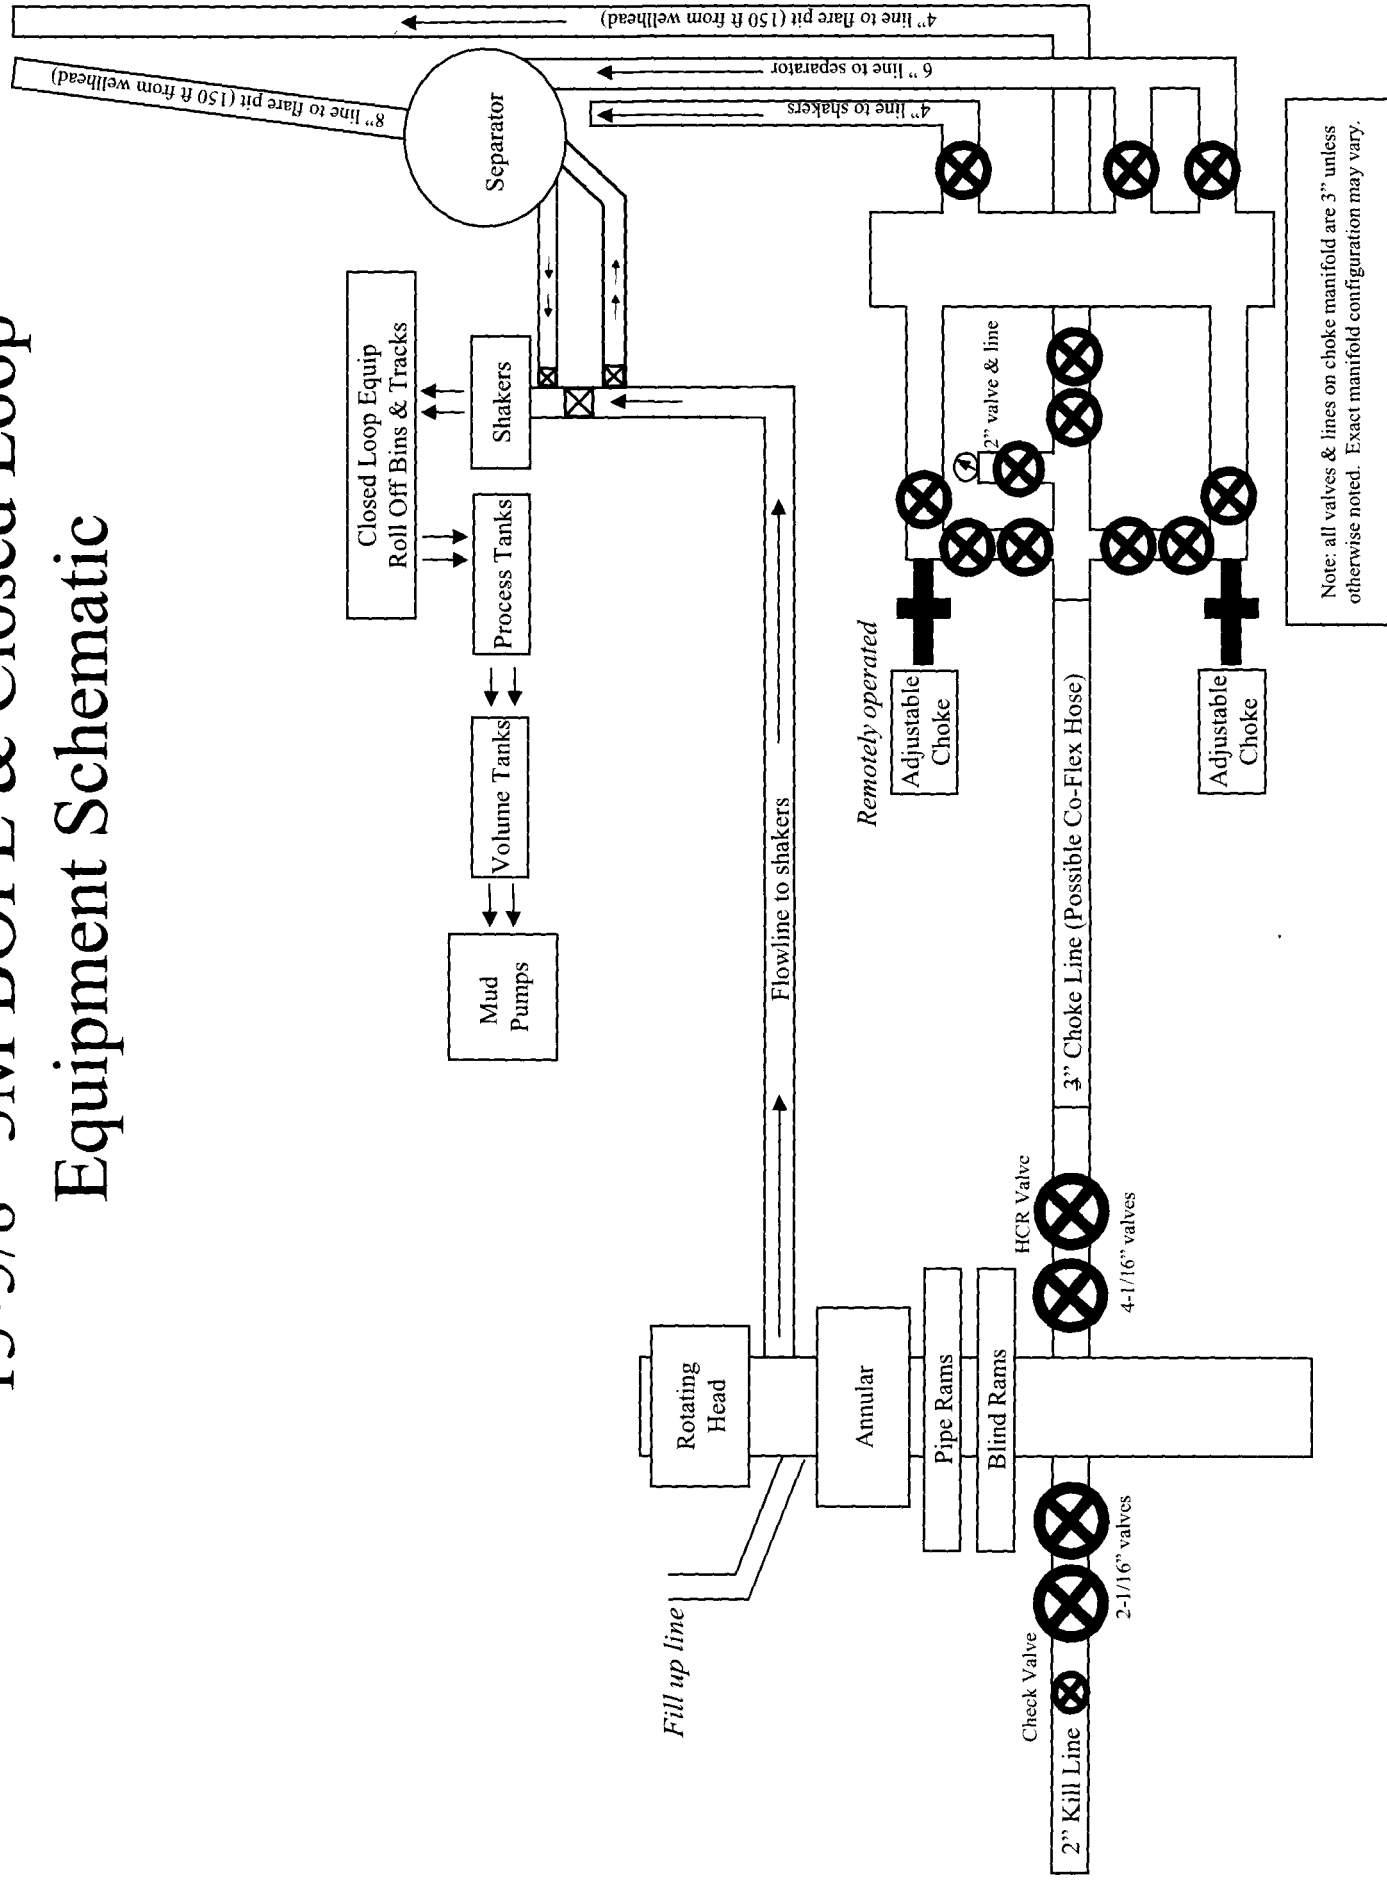 Equipment Schematic
4” line to flare pit (150 ft from wellhead)
8” line to flare pit (150 ft from wellhead)
6” line to separator
4” line to shakers
Separator
Closed Loop Equip
Roll Off Bins & Tracks
Shakers
Process Tanks
Volume Tanks
Mud
Pumps
Flowline to shakers
Rotating
Head
Fill up line
Annular
Pipe Rams
Blind Rams
Remotely operated
Adjustable
Choke
2” valve & line
Adjustable
Choke
HCR Valve
4-1/16” valves
3” Choke Line (Possible Co-Flex Hose)
Check Valve
2-1/16” valves
2” Kill Line
Note: all valves & lines on choke manifold are 3” unless
otherwise noted. Exact manifold configuration may vary.